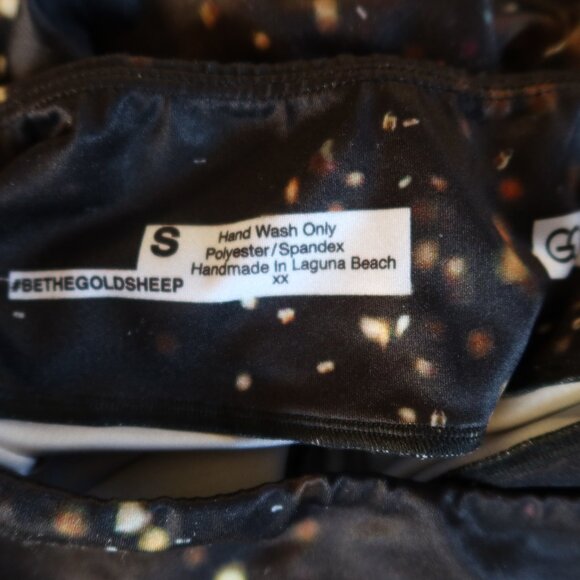 S
Hand Wash Only
Polyester/Spandex
Handmade In Laguna Beach
xx
#BETHEGOLDSHEEP